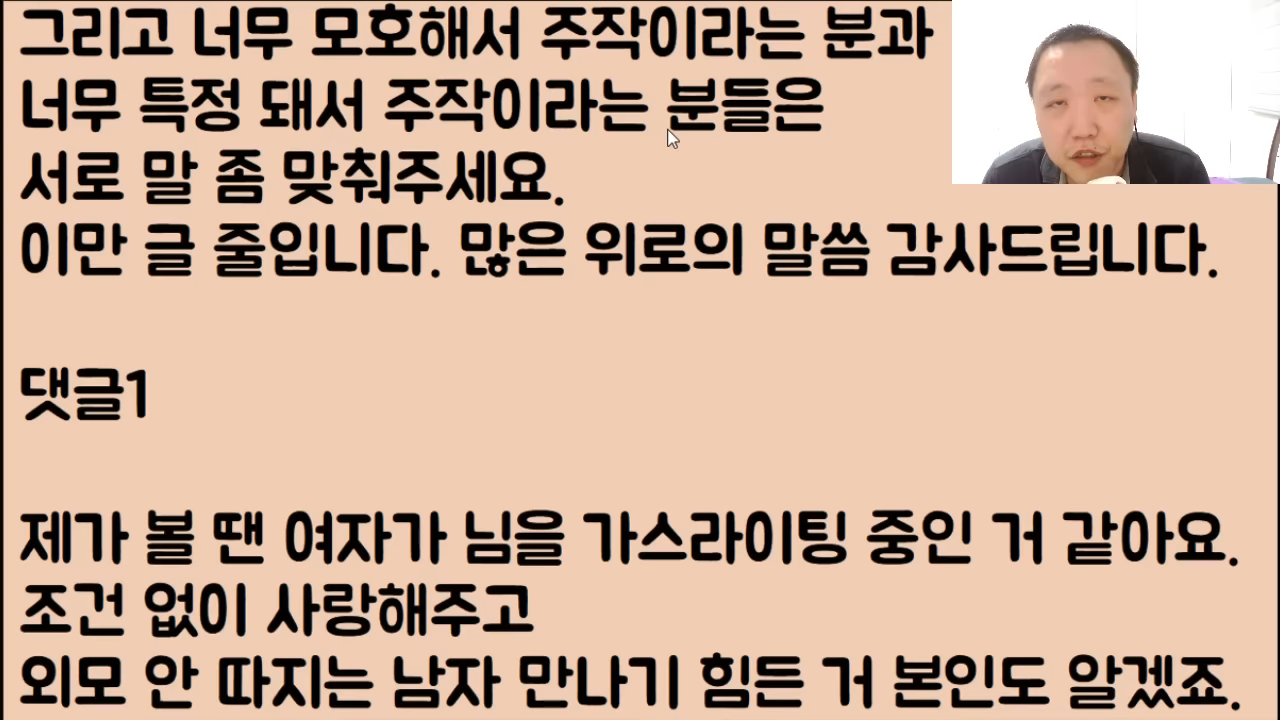 그리고 너무 모호해서 주작이라는 분과
너무 특정 돼서 주작이라는 분들은
서로 말 좀 맞춰주세요.
이만 글 줄입니다. 많은 위로의 말씀 감사드립니다.
댓글1
제가 볼 땐 여자가 님을 가스라이팅 중인 거 같아요.
조건 없이 사랑해주고
외모 안 따지는 남자 만나기 힘든 거 본인도 알겠죠.